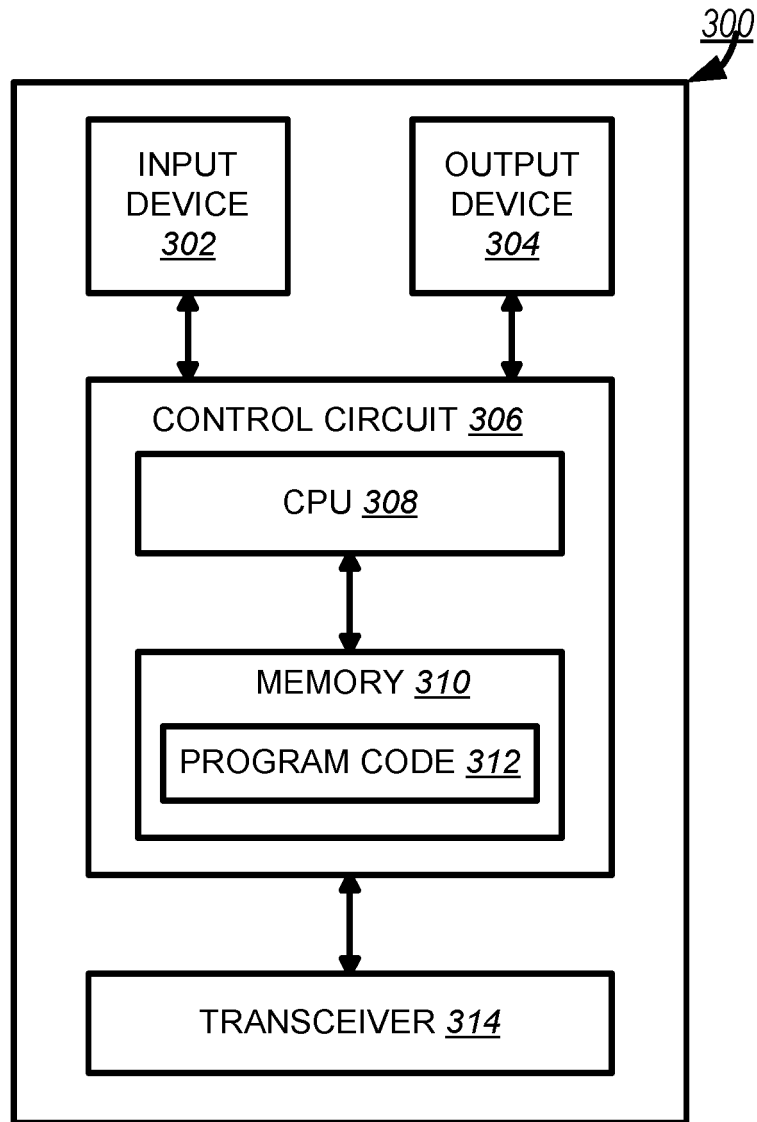 300
INPUT
DEVICE
302
OUTPUT
DEVICE
304
CONTROL CIRCUIT 306
CPU 308
MEMORY 310
PROGRAM CODE 312
TRANSCEIVER 314